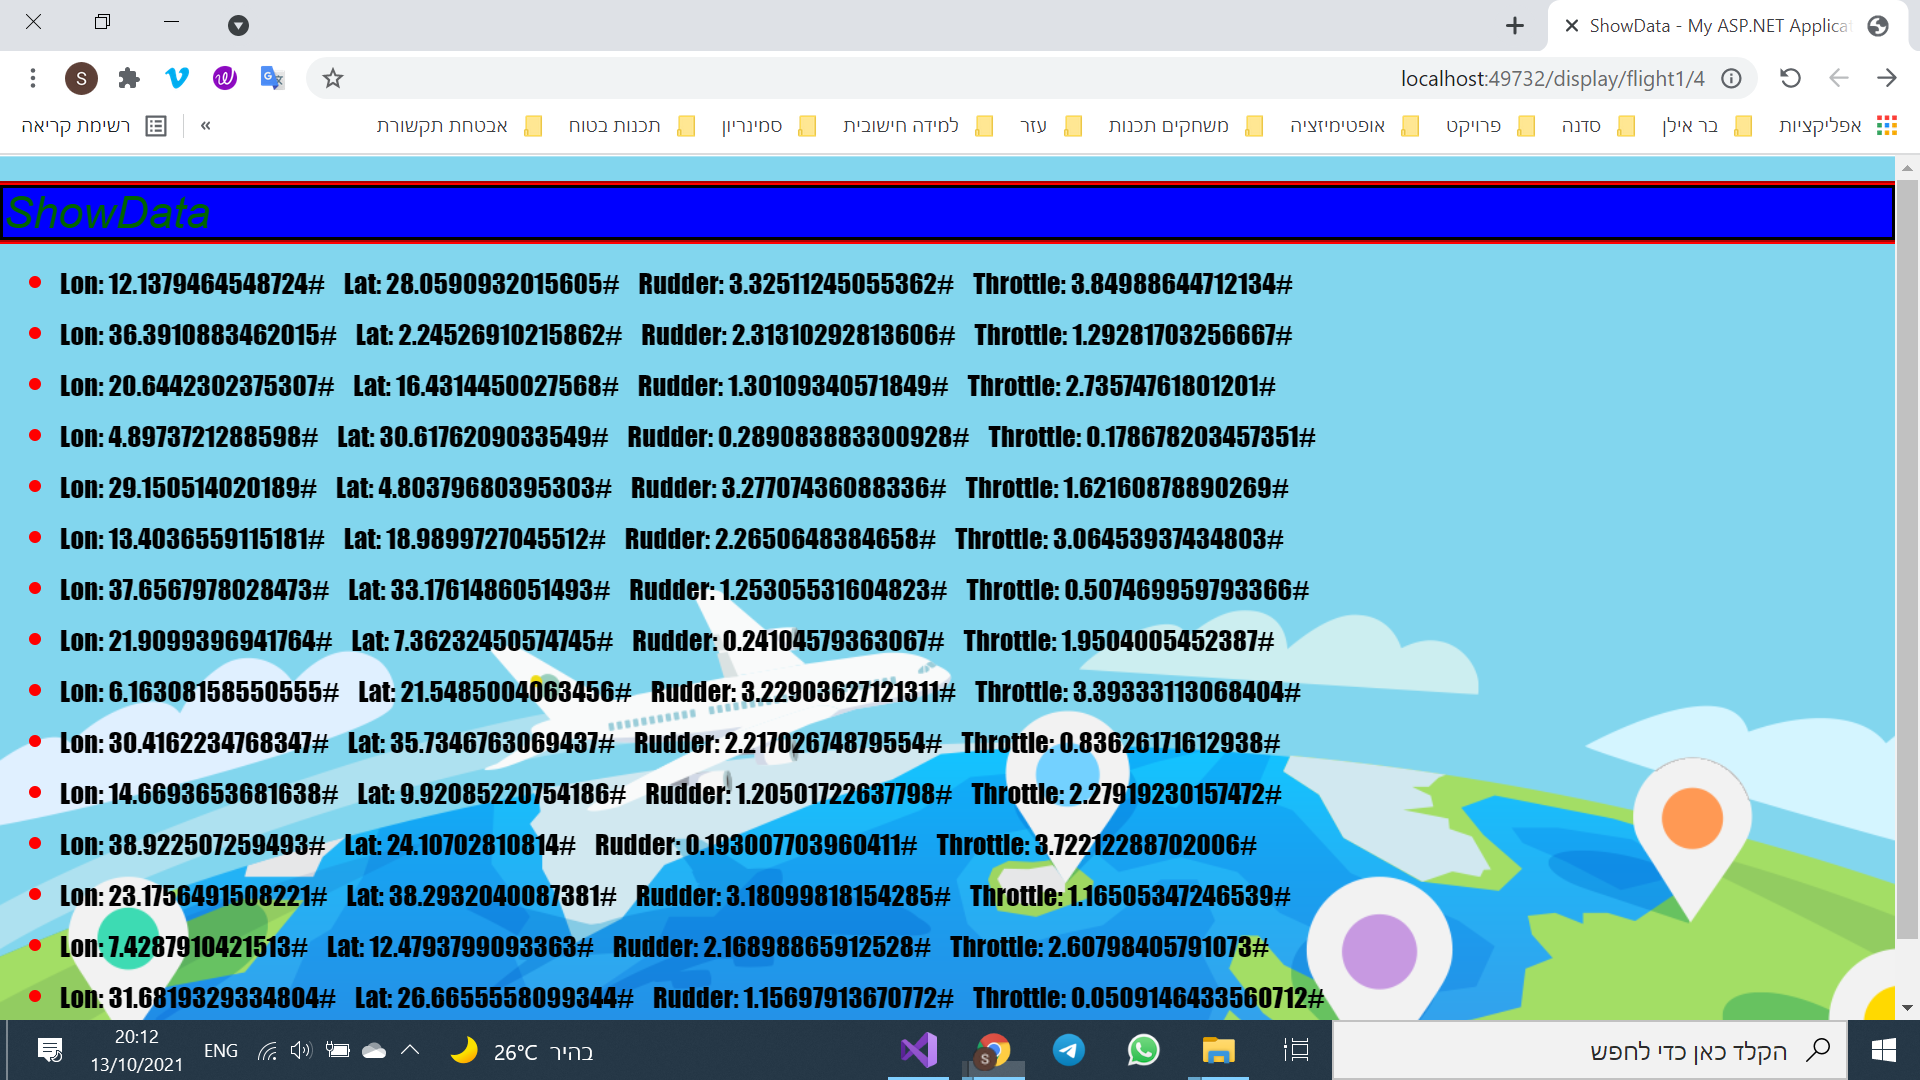 ShowData - My ASP.NET Applica
localhost:49732/display/flight1/4
S
אפליקציות בר אילן סדנה פרויקט אופטימיזציה משחקים תכנות עזר למידה חישובית סמינריון תכנות בטוח אבטחת תקשורת » רשימת קריאה
ShowData
Lon: 12.1379464548724# Lat: 28.0590932015605# Rudder: 3.32511245055362# Throttle: 3.84988644712134#
Lon: 36.3910883462015# Lat: 2.24526910215862# Rudder: 2.31310292813606# Throttle: 1.29281703256667#
Lon: 20.6442302375307# Lat: 16.4314450027568# Rudder: 1.30109340571849# Throttle: 2.73574761801201#
Lon: 4.8973721288598# Lat: 30.6176209033549# Rudder: 0.289083883300928# Throttle: 0.178678203457351#
Lon: 29.150514020189# Lat: 4.80379680395303# Rudder: 3.27707436088336# Throttle: 1.62160878890269#
Lon: 13.4036559115181# Lat: 18.9899727045512# Rudder: 2.2650648384658# Throttle: 3.06453937434803#
Lon: 37.6567978028473# Lat: 33.1761486051493# Rudder: 1.25305531604823# Throttle: 0.507469959793366#
Lon: 21.9099396941764# Lat: 7.36232450574745# Rudder: 0.24104579363067# Throttle: 1.9504005452387#
Lon: 6.16308158550555# Lat: 21.5485004063456# Rudder: 3.22903627121311# Throttle: 3.39333113068404#
Lon: 30.4162234768347# Lat: 35.7346763069437# Rudder: 2.21702674879554# Throttle: 0.83626171612938#
Lon: 14.6693653681638# Lat: 9.92085220754186# Rudder: 1.20501722637798# Throttle: 2.27919230157472#
Lon: 38.922507259493# Lat: 24.10702810814# Rudder: 0.193007703960411# Throttle: 3.72212288702006#
Lon: 23.1756491508221# Lat: 38.2932040087381# Rudder: 3.18099818154285# Throttle: 1.16505347246539#
Lon: 7.4287910421513# Lat: 12.4793799093363# Rudder: 2.16898865912528# Throttle: 2.60798405791073#
Lon: 31.6819329334804# Lat: 26.6655558099344# Rudder: 1.15697913670772# Throttle: 0.0509146433560712#
הקלד כאן כדי לחפש
S
26°C בהיר
ENG
20:12
13/10/2021